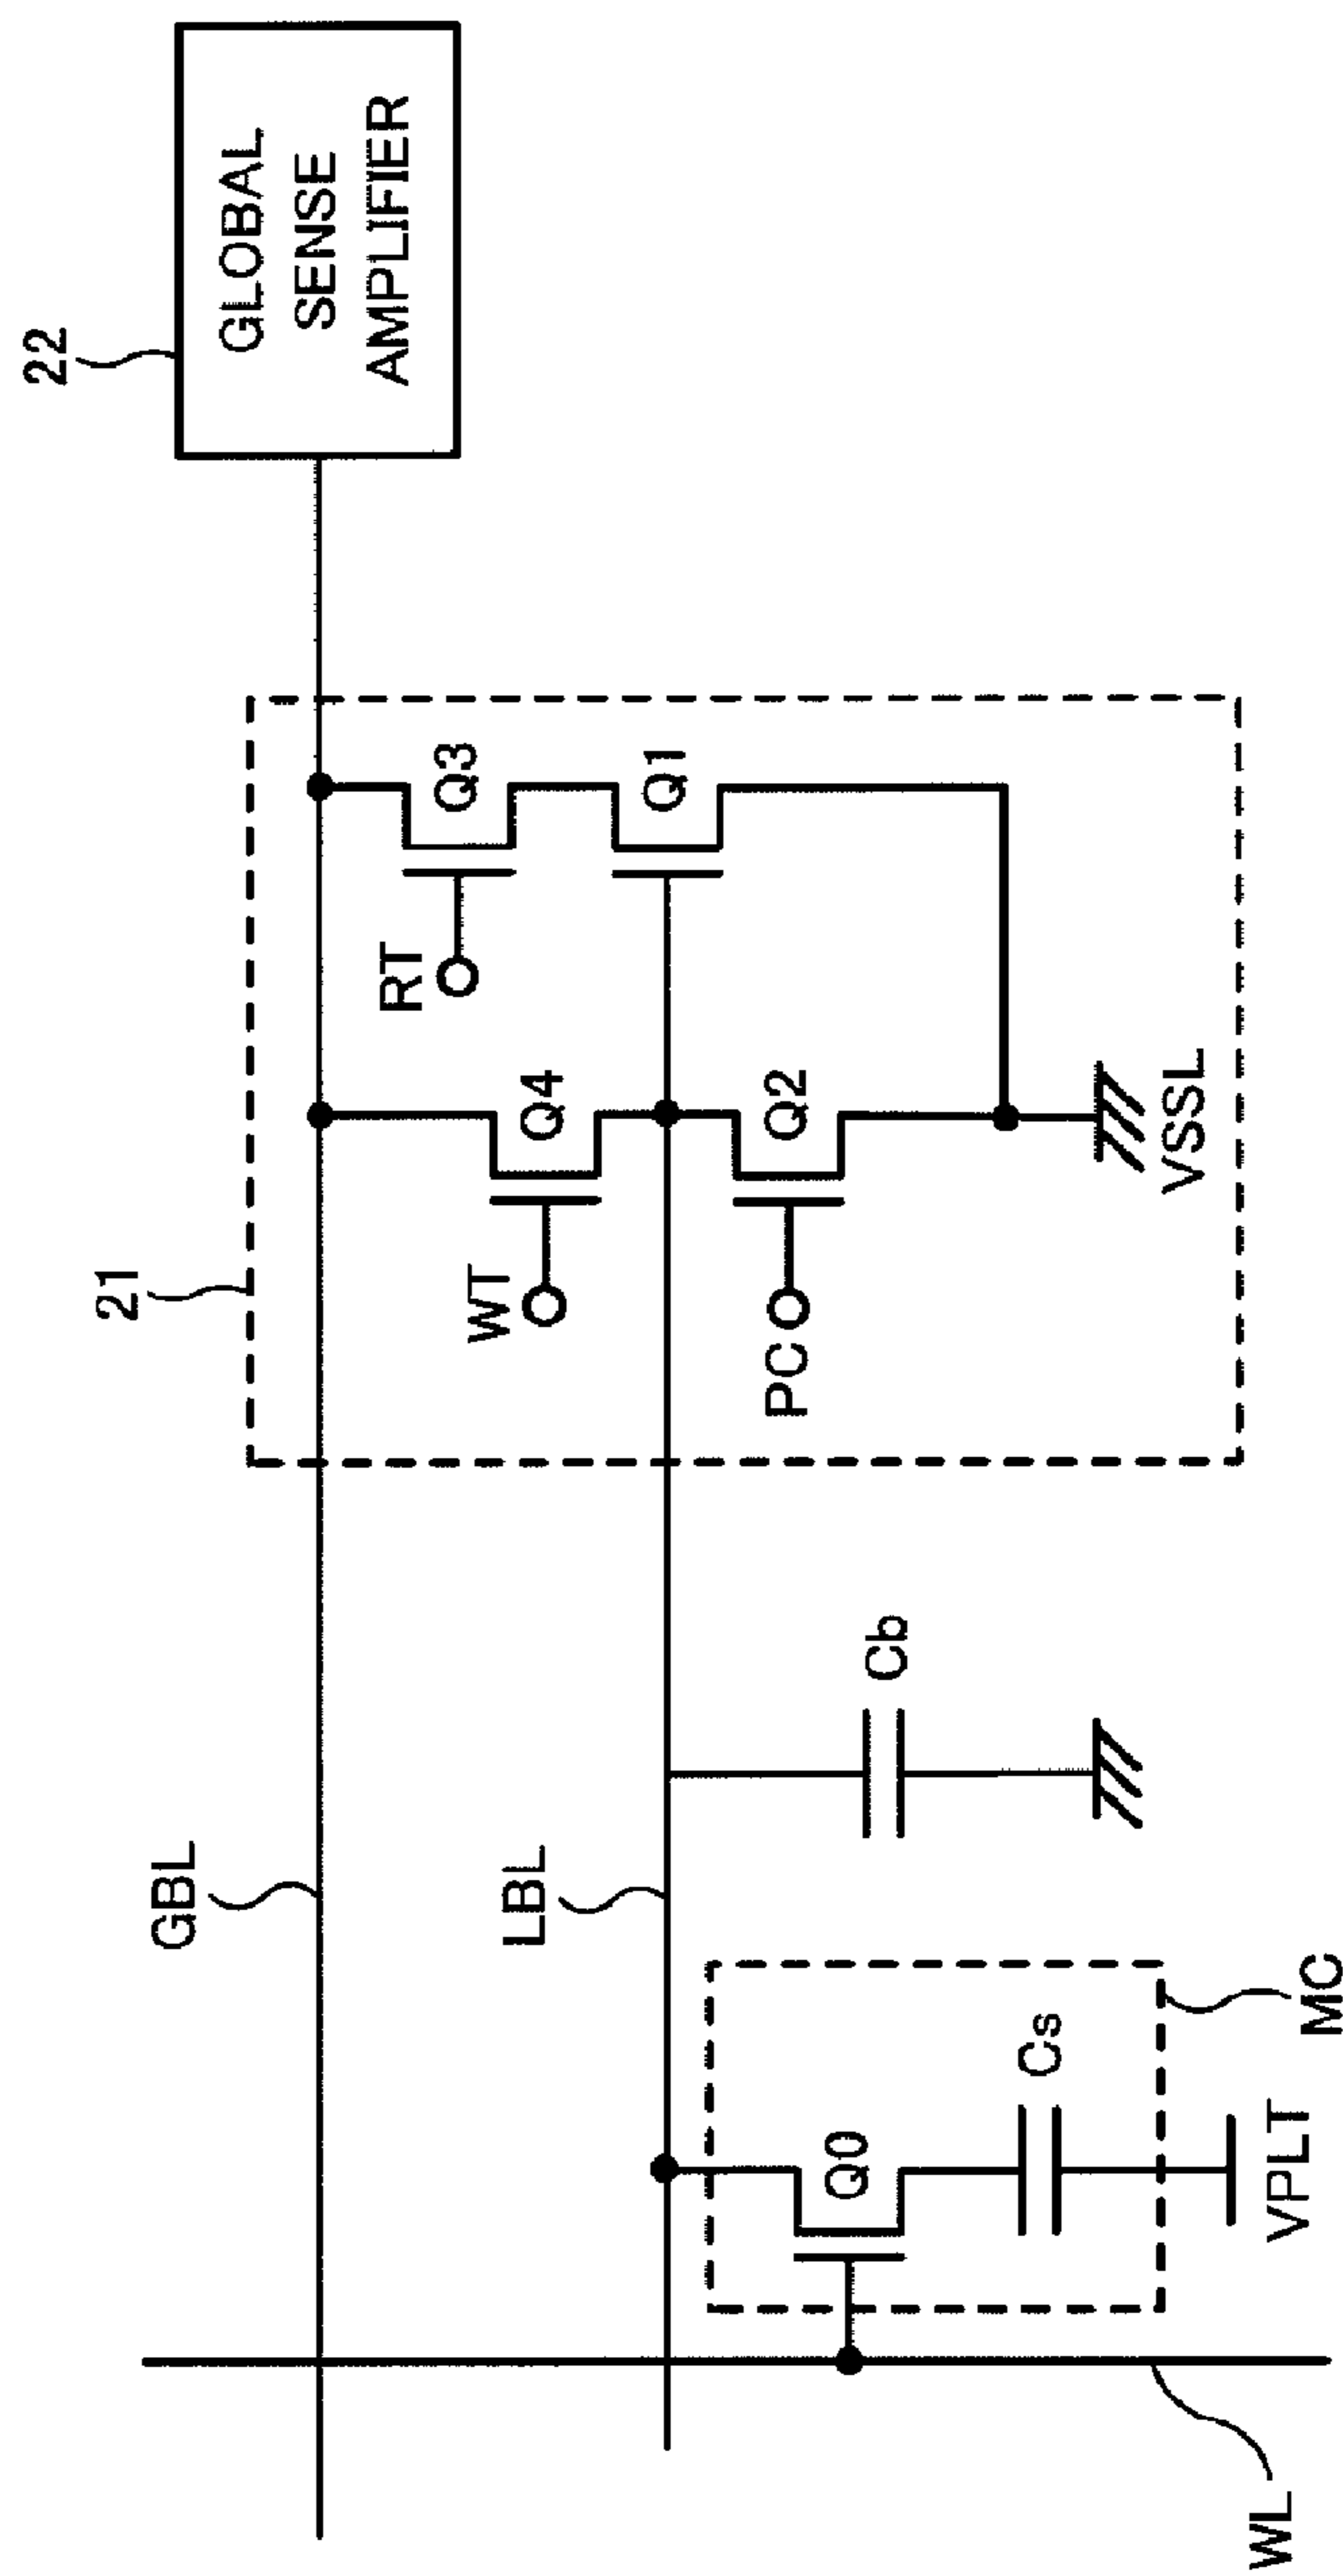 22
GLOBAL
SENSE
AMPLIFIER
21
GBL
Q3
RT
Q4
WT
LBL
Q1
Q2
PC
Cb
VSSL
Q0
Cs
MC
VPLT
WL